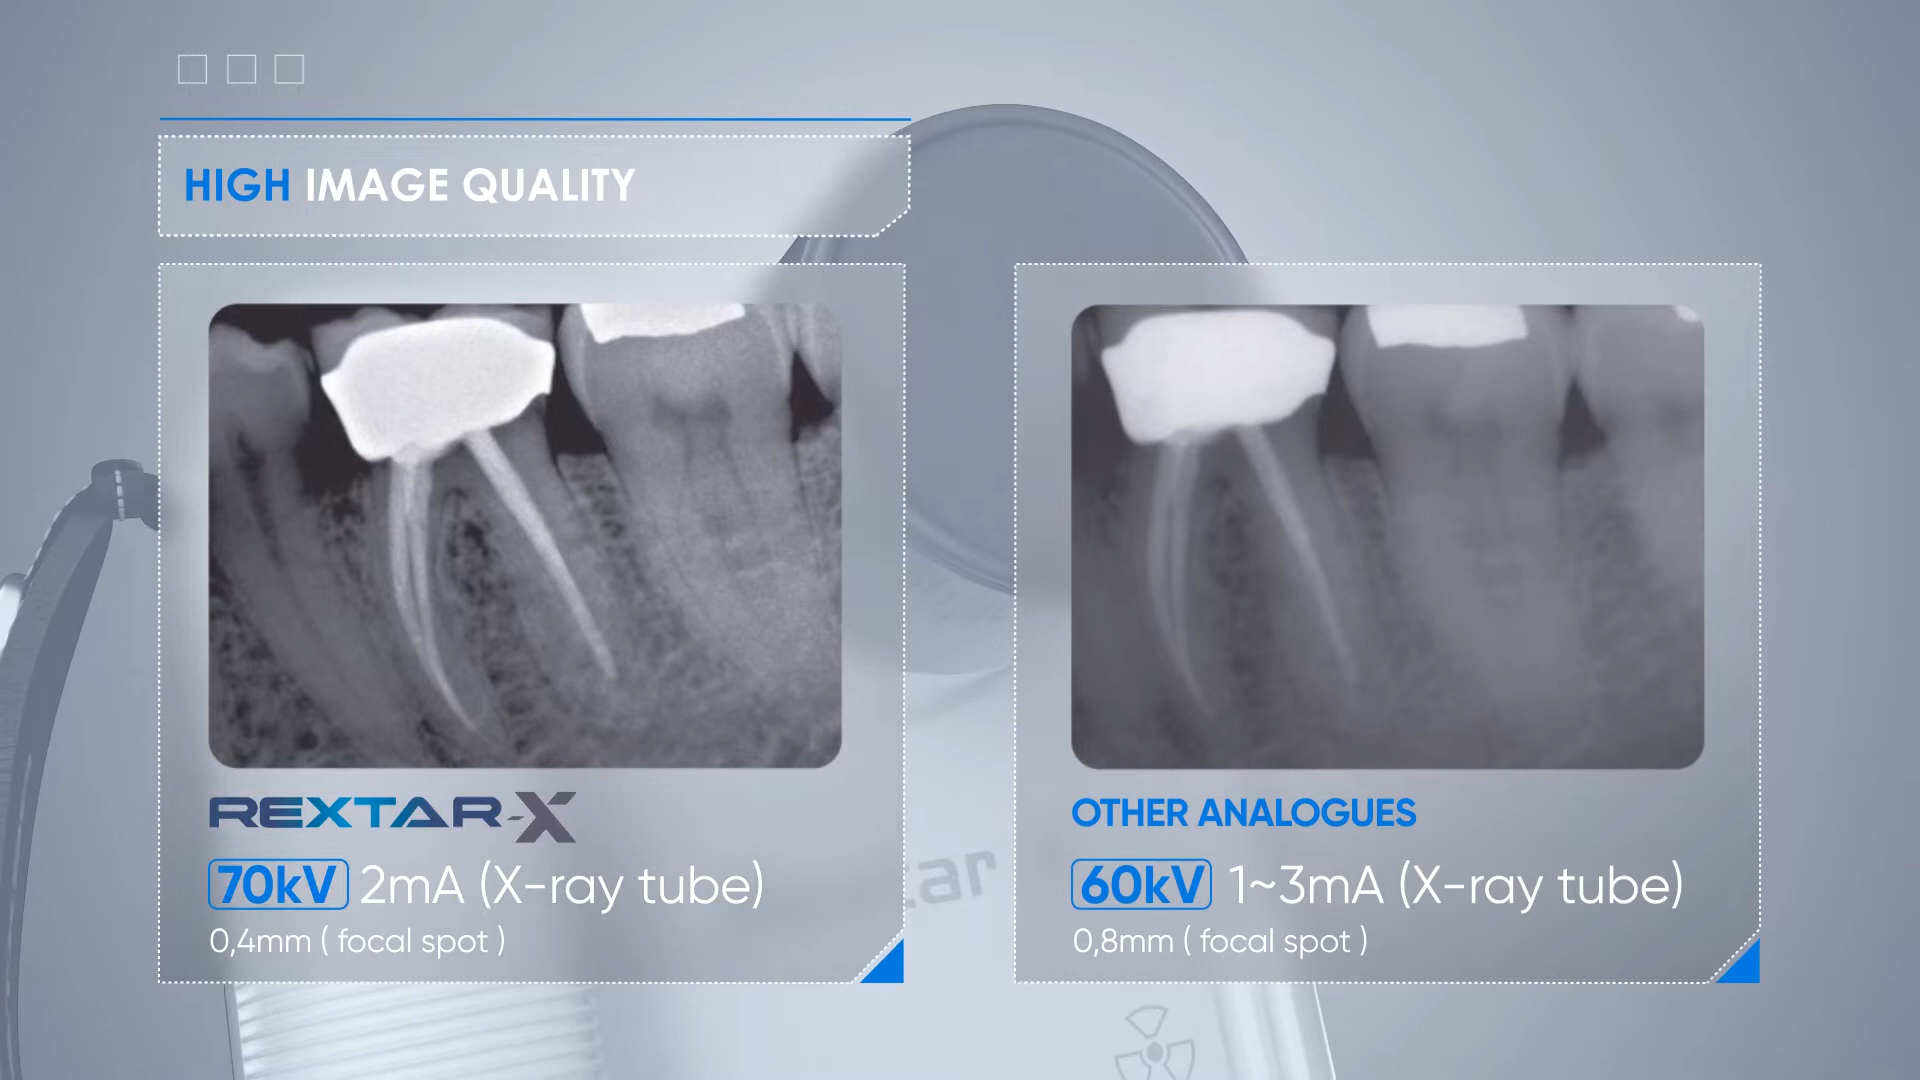 HIGH IMAGE QUALITY
REXTAR-X
70kV 2mA (X-ray tube)
0,4mm ( focal spot )
OTHER ANALOGUES
60kV 1~3mA (X-ray tube)
0,8mm ( focal spot )